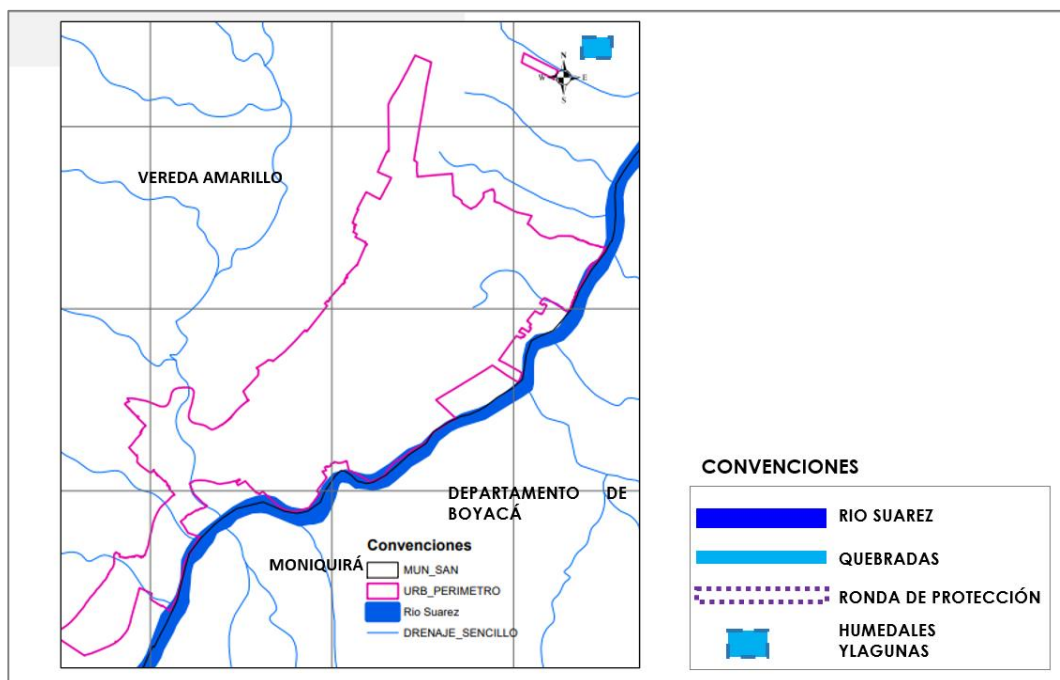 N
W E
S
VEREDA AMARILLO
DEPARTAMENTO DE
BOYACÁ
MONIQUIRÁ
Convenciones
MUN_SAN
URB_PERIMETRO
Rio Suarez
DRENAJE_SENCILLO
CONVENCIONES
RIO SUAREZ
QUEBRADAS
RONDA DE PROTECCIÓN
HUMEDALES
YLAGUNAS